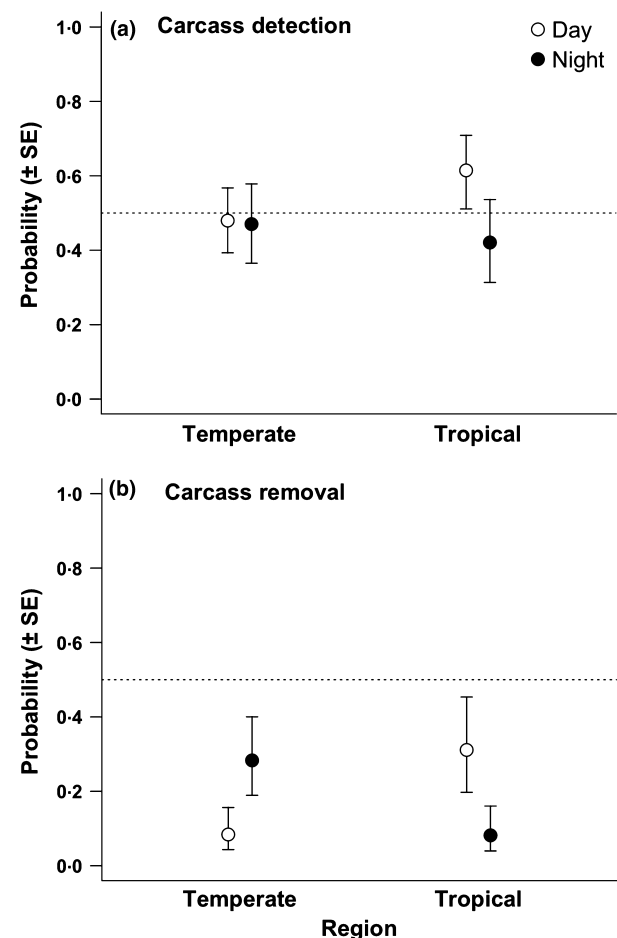 (a) Carcass detection
Day
Night
Probability (± SE)
1·0
0·8
0·6
0·4
0·2
0·0
Temperate Tropical
(b) Carcass removal
Probability (± SE)
1·0
0·8
0·6
0·4
0·2
0·0
Temperate Tropical
Region